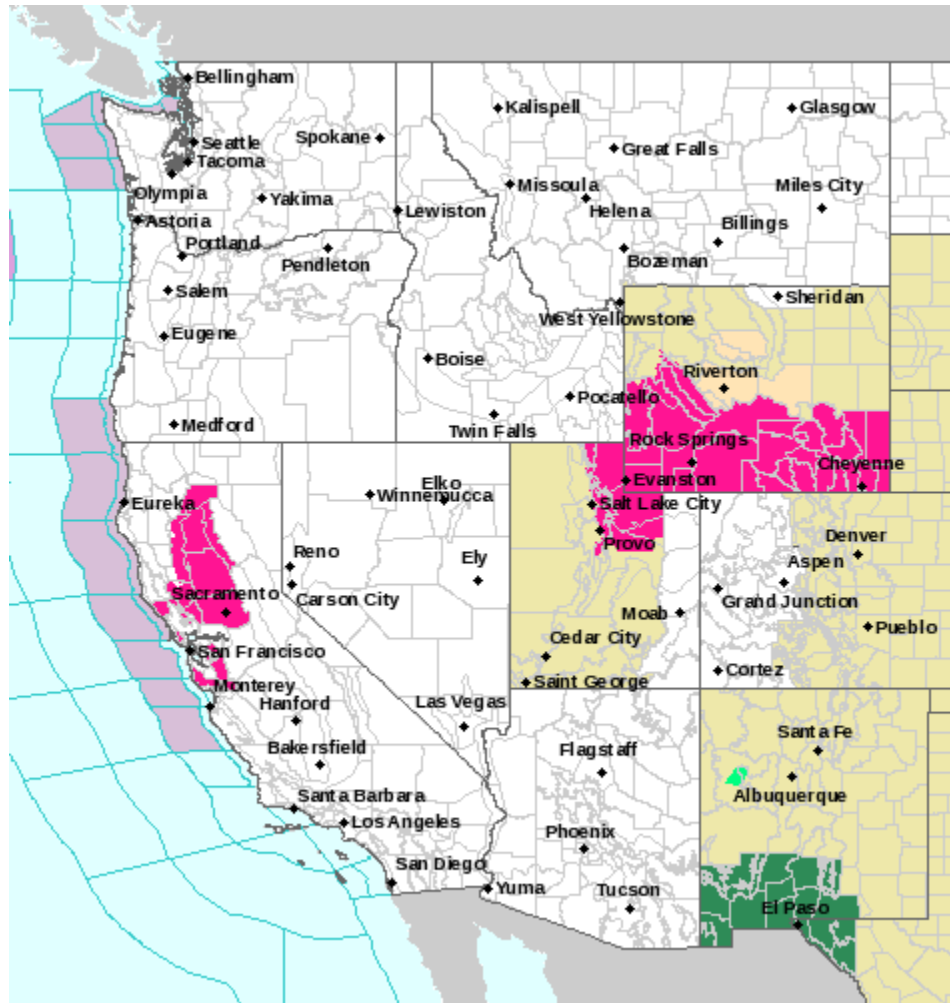 Bellingham
Kalispell
Glasgow
Seattle
Spokane
Great Falls
Tacoma
Olympia
Missoula
Miles City
Yakima
Lewiston
Helena
Astoria
Billings
Portland
Pendleton
Bozeman
Salem
Sheridan
West Yellowstone
Eugene
Boise
Riverton
Pocatello
Medford
Twin Falls
Rock Springs
Cheyenne
Elko
Evanston
Winnemucca
Eureka
Salt Lake City
Denver
Provo
Reno
Ely
Aspen
Sacramento
Carson City
Grand Junction
Moab
Pueblo
Cedar City
San Francisco
Cortez
Saint George
Monterey
Hanford
Las Vegas
Santa Fe
Bakersfield
Flagstaff
Albuquerque
Santa Barbara
Los Angeles
Phoenix
San Diego
Yuma
Tucson
El Paso